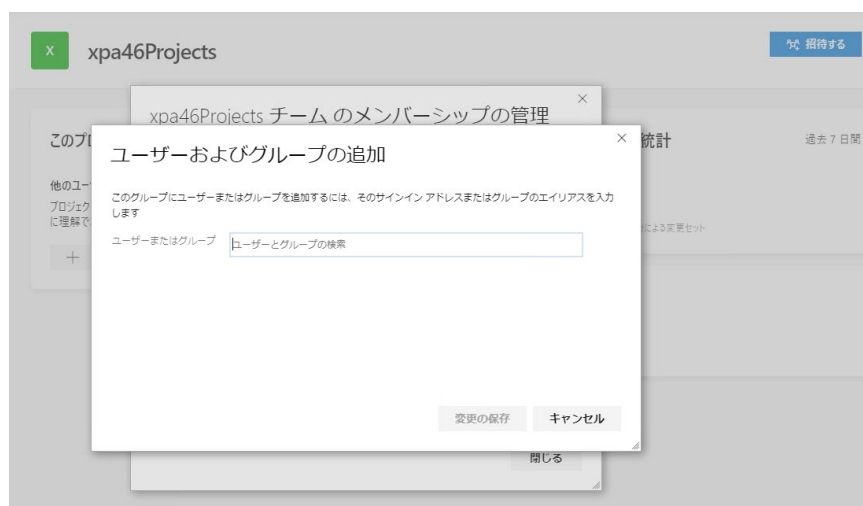 X
xpa46Projects
招待する
xpa46Projects チーム のメンバーシップの管理
このプロ
統計
過去 7 日間
ユーザーおよびグループの追加
他のユー
このグループにユーザーまたはグループを追加するには、そのサインイン アドレスまたはグループのエイリアスを入力
します
プロジェク
に理解で
による変更セット
ユーザーまたはグループ
ユーザーとグループの検索
変更の保存
キャンセル
閉じる